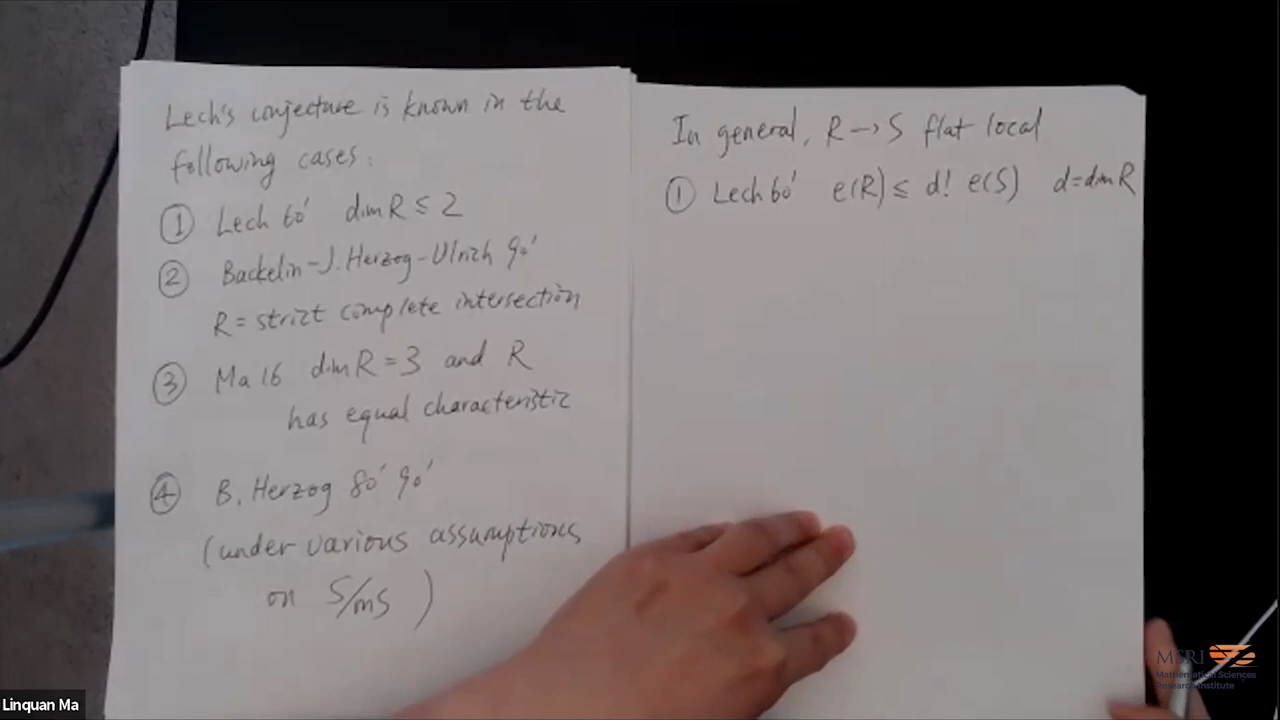 Lech's conjecture is known in the
following cases:
① Lech 60' dim R ≤ 2
② Backelin-J. Herzog-Ulrich 90'
R = strict complete intersection
③ Ma 16 dim R = 3 and R
has equal characteristic
④ B. Herzog 80' 90'
(under various assumptions
on S/mS )
In general, R → S flat local
① Lech 60' e(R) ≤ d! e(S) d = dim R
MSRI
Mathematical Sciences
Research Institute
Linquan Ma